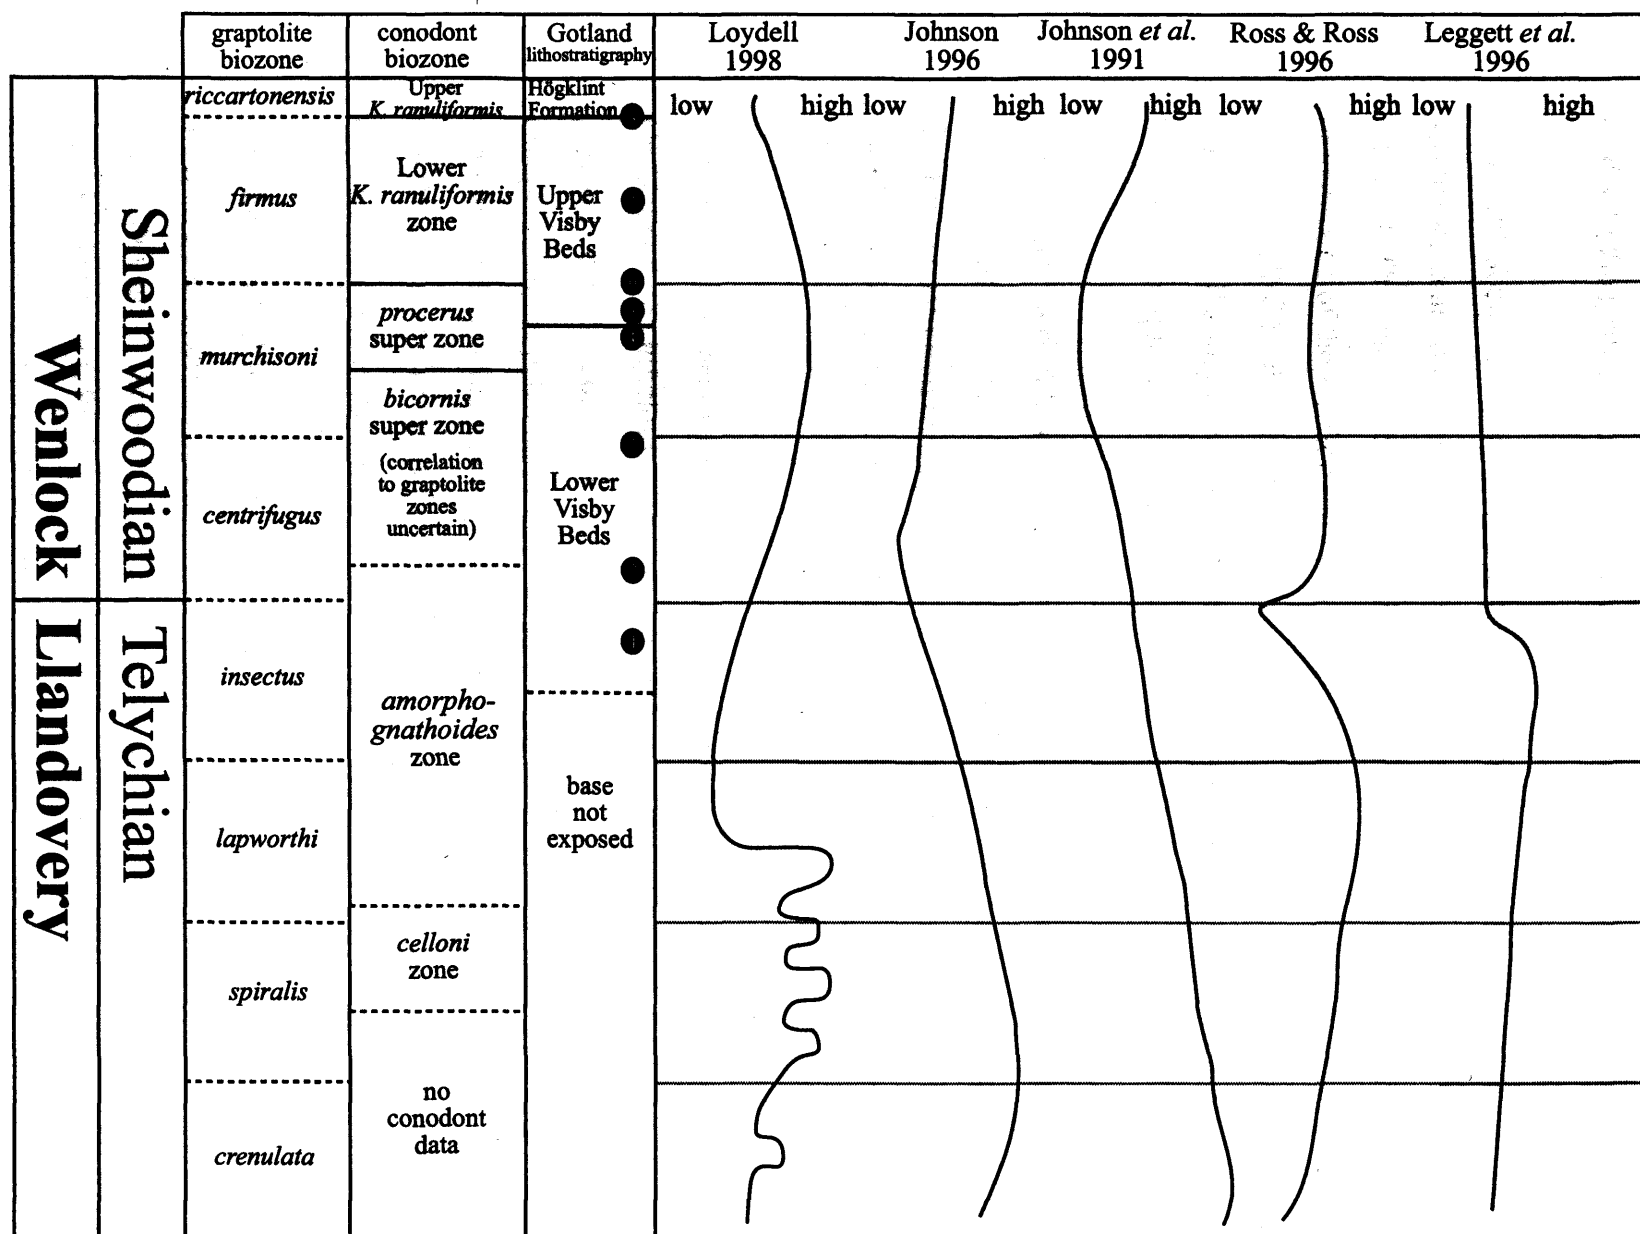 graptolite
biozone
conodont
biozone
Gotland
lithostratigraphy
Loydell
1998
Johnson
1996
Johnson et al.
1991
Ross & Ross
1996
Leggett et al.
1996
low high low high low high low high low high
Wenlock
Llandovery
Sheinwoodian
Telychian
riccartonensis
firmus
murchisoni
centrifugus
insectus
lapworthi
spiralis
crenulata
Upper
K. ranuliformis
Lower
K. ranuliformis
zone
procerus
super zone
bicornis
super zone
(correlation
to graptolite
zones
uncertain)
amorpho-
gnathoides
zone
celloni
zone
no
conodont
data
Högklint
Formation
Upper
Visby
Beds
Lower
Visby
Beds
base
not
exposed